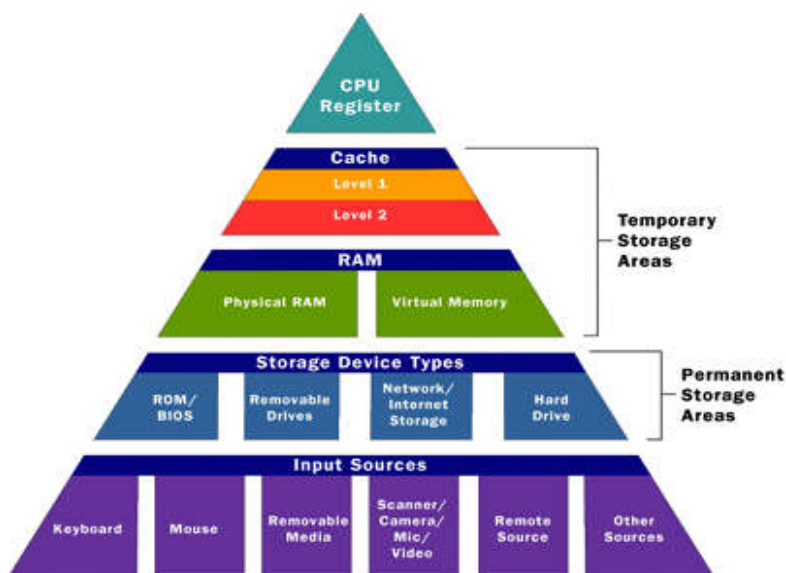 CPU
Register
Cache
Level 1
Level 2
Temporary
Storage
Areas
RAM
Physical RAM
Virtual Memory
Storage Device Types
ROM/
BIOS
Removable
Drives
Network/
Internet
Storage
Hard
Drive
Permanent
Storage
Areas
Input Sources
Keyboard
Mouse
Removable
Media
Scanner/
Camera/
Mic/
Video
Remote
Source
Other
Sources